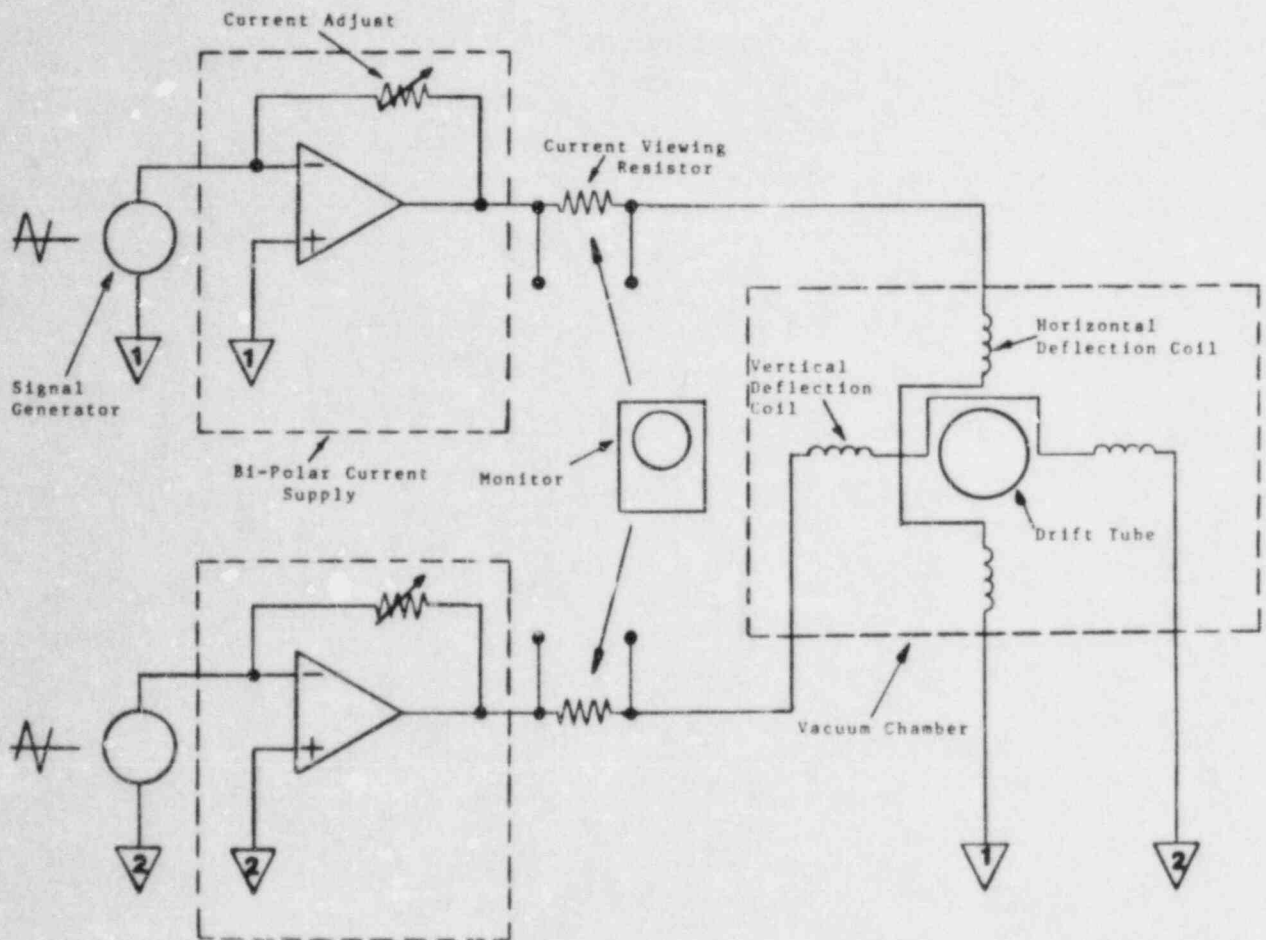 Current Adjust
Current Viewing
Resistor
−
+
1
1
Signal
Generator
Bi-Polar Current
Supply
Monitor
Horizontal
Deflection Coil
Vertical
Deflection
Coil
Drift Tube
−
+
Vacuum Chamber
2
2
1
2